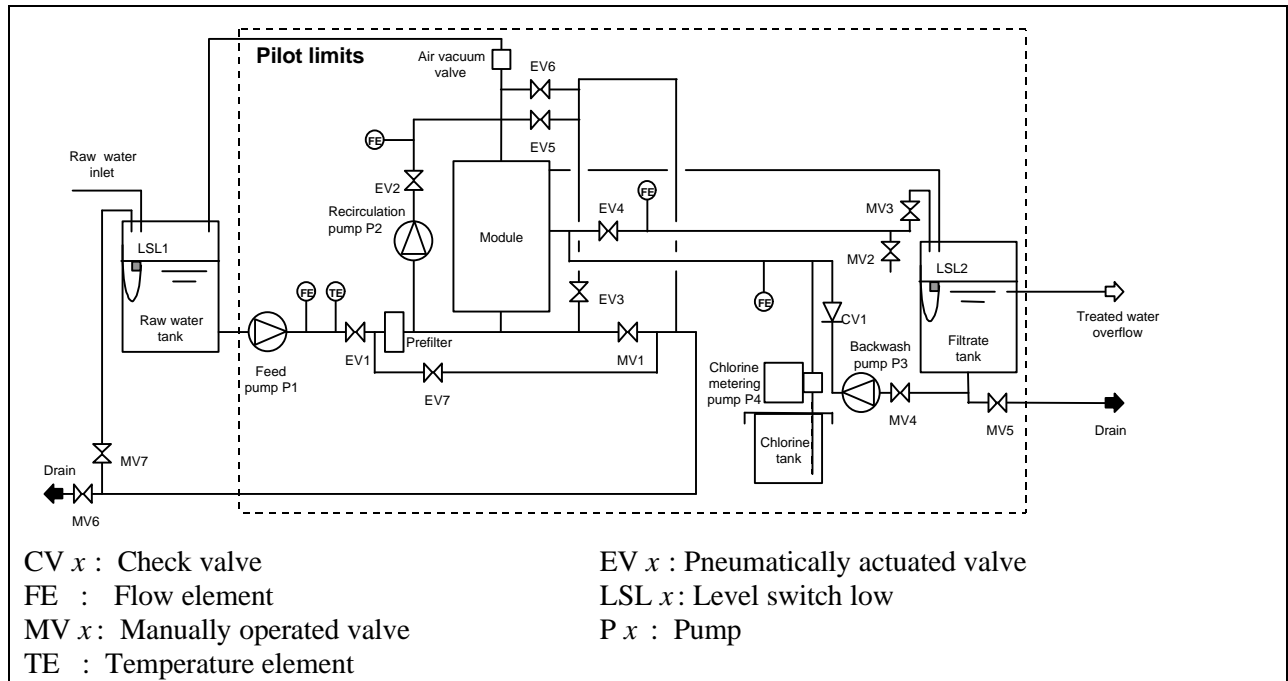 Pilot limits
Air vacuum
valve
EV6
FE
EV5
Raw water
inlet
EV2
FE
EV4
MV3
Recirculation
pump P2
Module
LSL1
MV2
LSL2
FE
TE
EV3
FE
CV1
Treated water
overflow
Raw water
tank
Prefilter
Filtrate
tank
EV1
MV1
Backwash
pump P3
Feed
pump P1
EV7
Chlorine
metering
pump P4
MV4
MV5
Drain
Chlorine
tank
MV7
Drain
MV6
CV x : Check valve
EV x : Pneumatically actuated valve
FE : Flow element
LSL x : Level switch low
MV x : Manually operated valve
P x : Pump
TE : Temperature element